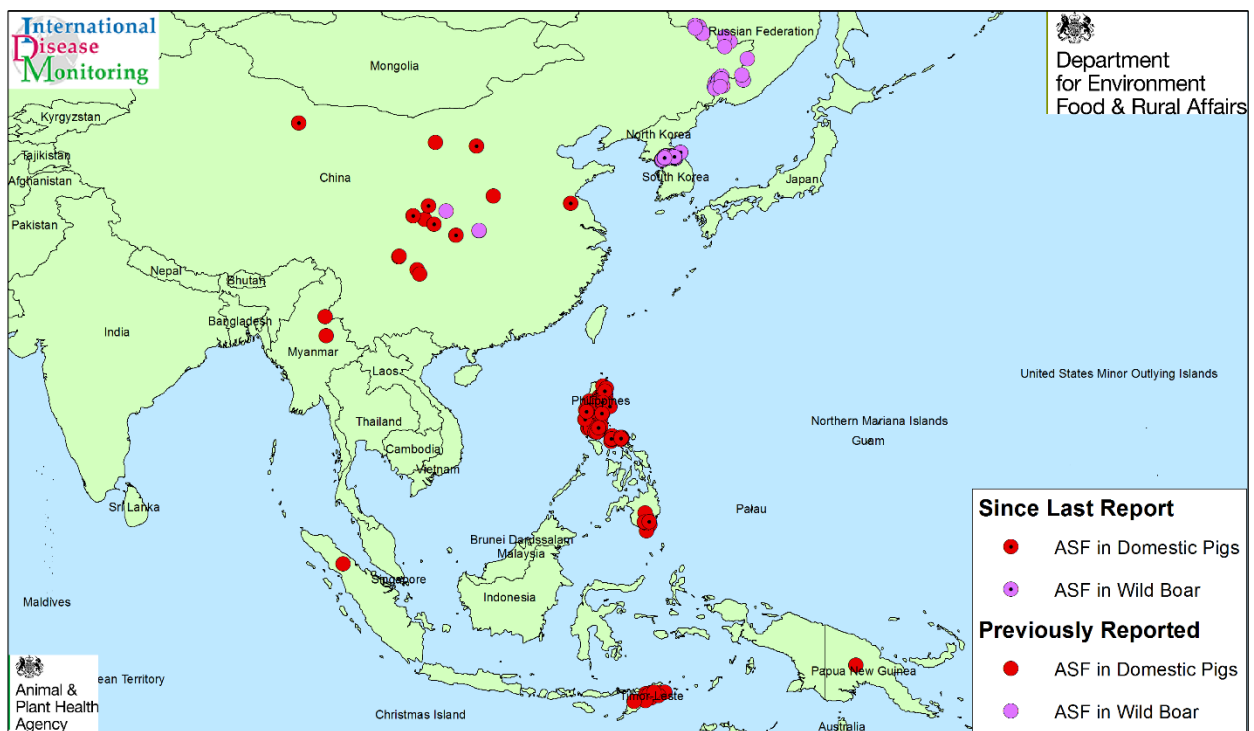 International
Disease
Monitoring
Department
for Environment
Food & Rural Affairs
Russian Federation
Mongolia
Kyrgyzstan
Tajikistan
Afghanistan
Pakistan
China
North Korea
South Korea
Japan
Nepal
Bhutan
Bangladesh
India
Myanmar
Laos
Thailand
Cambodia
Vietnam
Philippines
United States Minor Outlying Islands
Northern Mariana Islands
Guam
Sri Lanka
Palau
Brunei Darussalam
Malaysia
Singapore
Indonesia
Maldives
Papua New Guinea
Timor-Leste
Christmas Island
Australia
ean Territory
Since Last Report
ASF in Domestic Pigs
ASF in Wild Boar
Previously Reported
ASF in Domestic Pigs
ASF in Wild Boar
Animal &
Plant Health
Agency